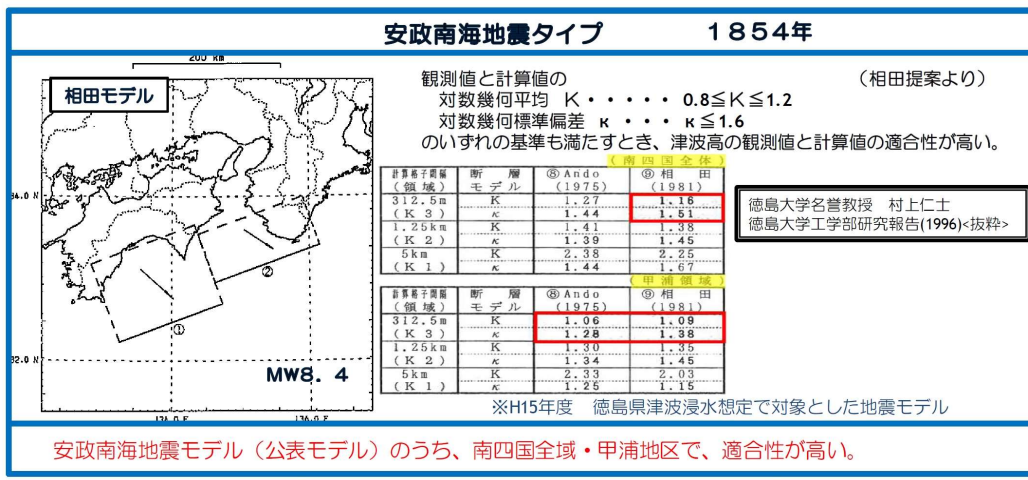 安政南海地震タイプ　　　１８５４年
200 km
相田モデル
34.0 N
32.0 N
①
②
MW8. 4
136.0 E
観測値と計算値の　　　（相田提案より）
対数幾何平均 K・・・・・ 0.8≦K≦1.2
対数幾何標準偏差 κ ・・・ κ≦1.6
のいずれの基準も満たすとき、津波高の観測値と計算値の適合性が高い。
(南四国全体)
計算格子間隔 断層 ⑧Ando ⑨相田
(領域) モデル (1975) (1981)
312.5m K 1.27 1.16
(K3) κ 1.44 1.51
1.25km K 1.41 1.38
(K2) κ 1.39 1.45
5km K 2.38 2.25
(K1) κ 1.44 1.67
(甲浦領域)
計算格子間隔 断層 ⑧Ando ⑨相田
(領域) モデル (1975) (1981)
312.5m K 1.06 1.09
(K3) κ 1.28 1.38
1.25km K 1.30 1.35
(K2) κ 1.34 1.45
5km K 2.33 2.03
(K1) κ 1.25 1.15
徳島大学名誉教授　村上仁士
徳島大学工学部研究報告(1996)<抜粋>
※H15年度　徳島県津波浸水想定で対象とした地震モデル
安政南海地震モデル（公表モデル）のうち、南四国全域・甲浦地区で、適合性が高い。